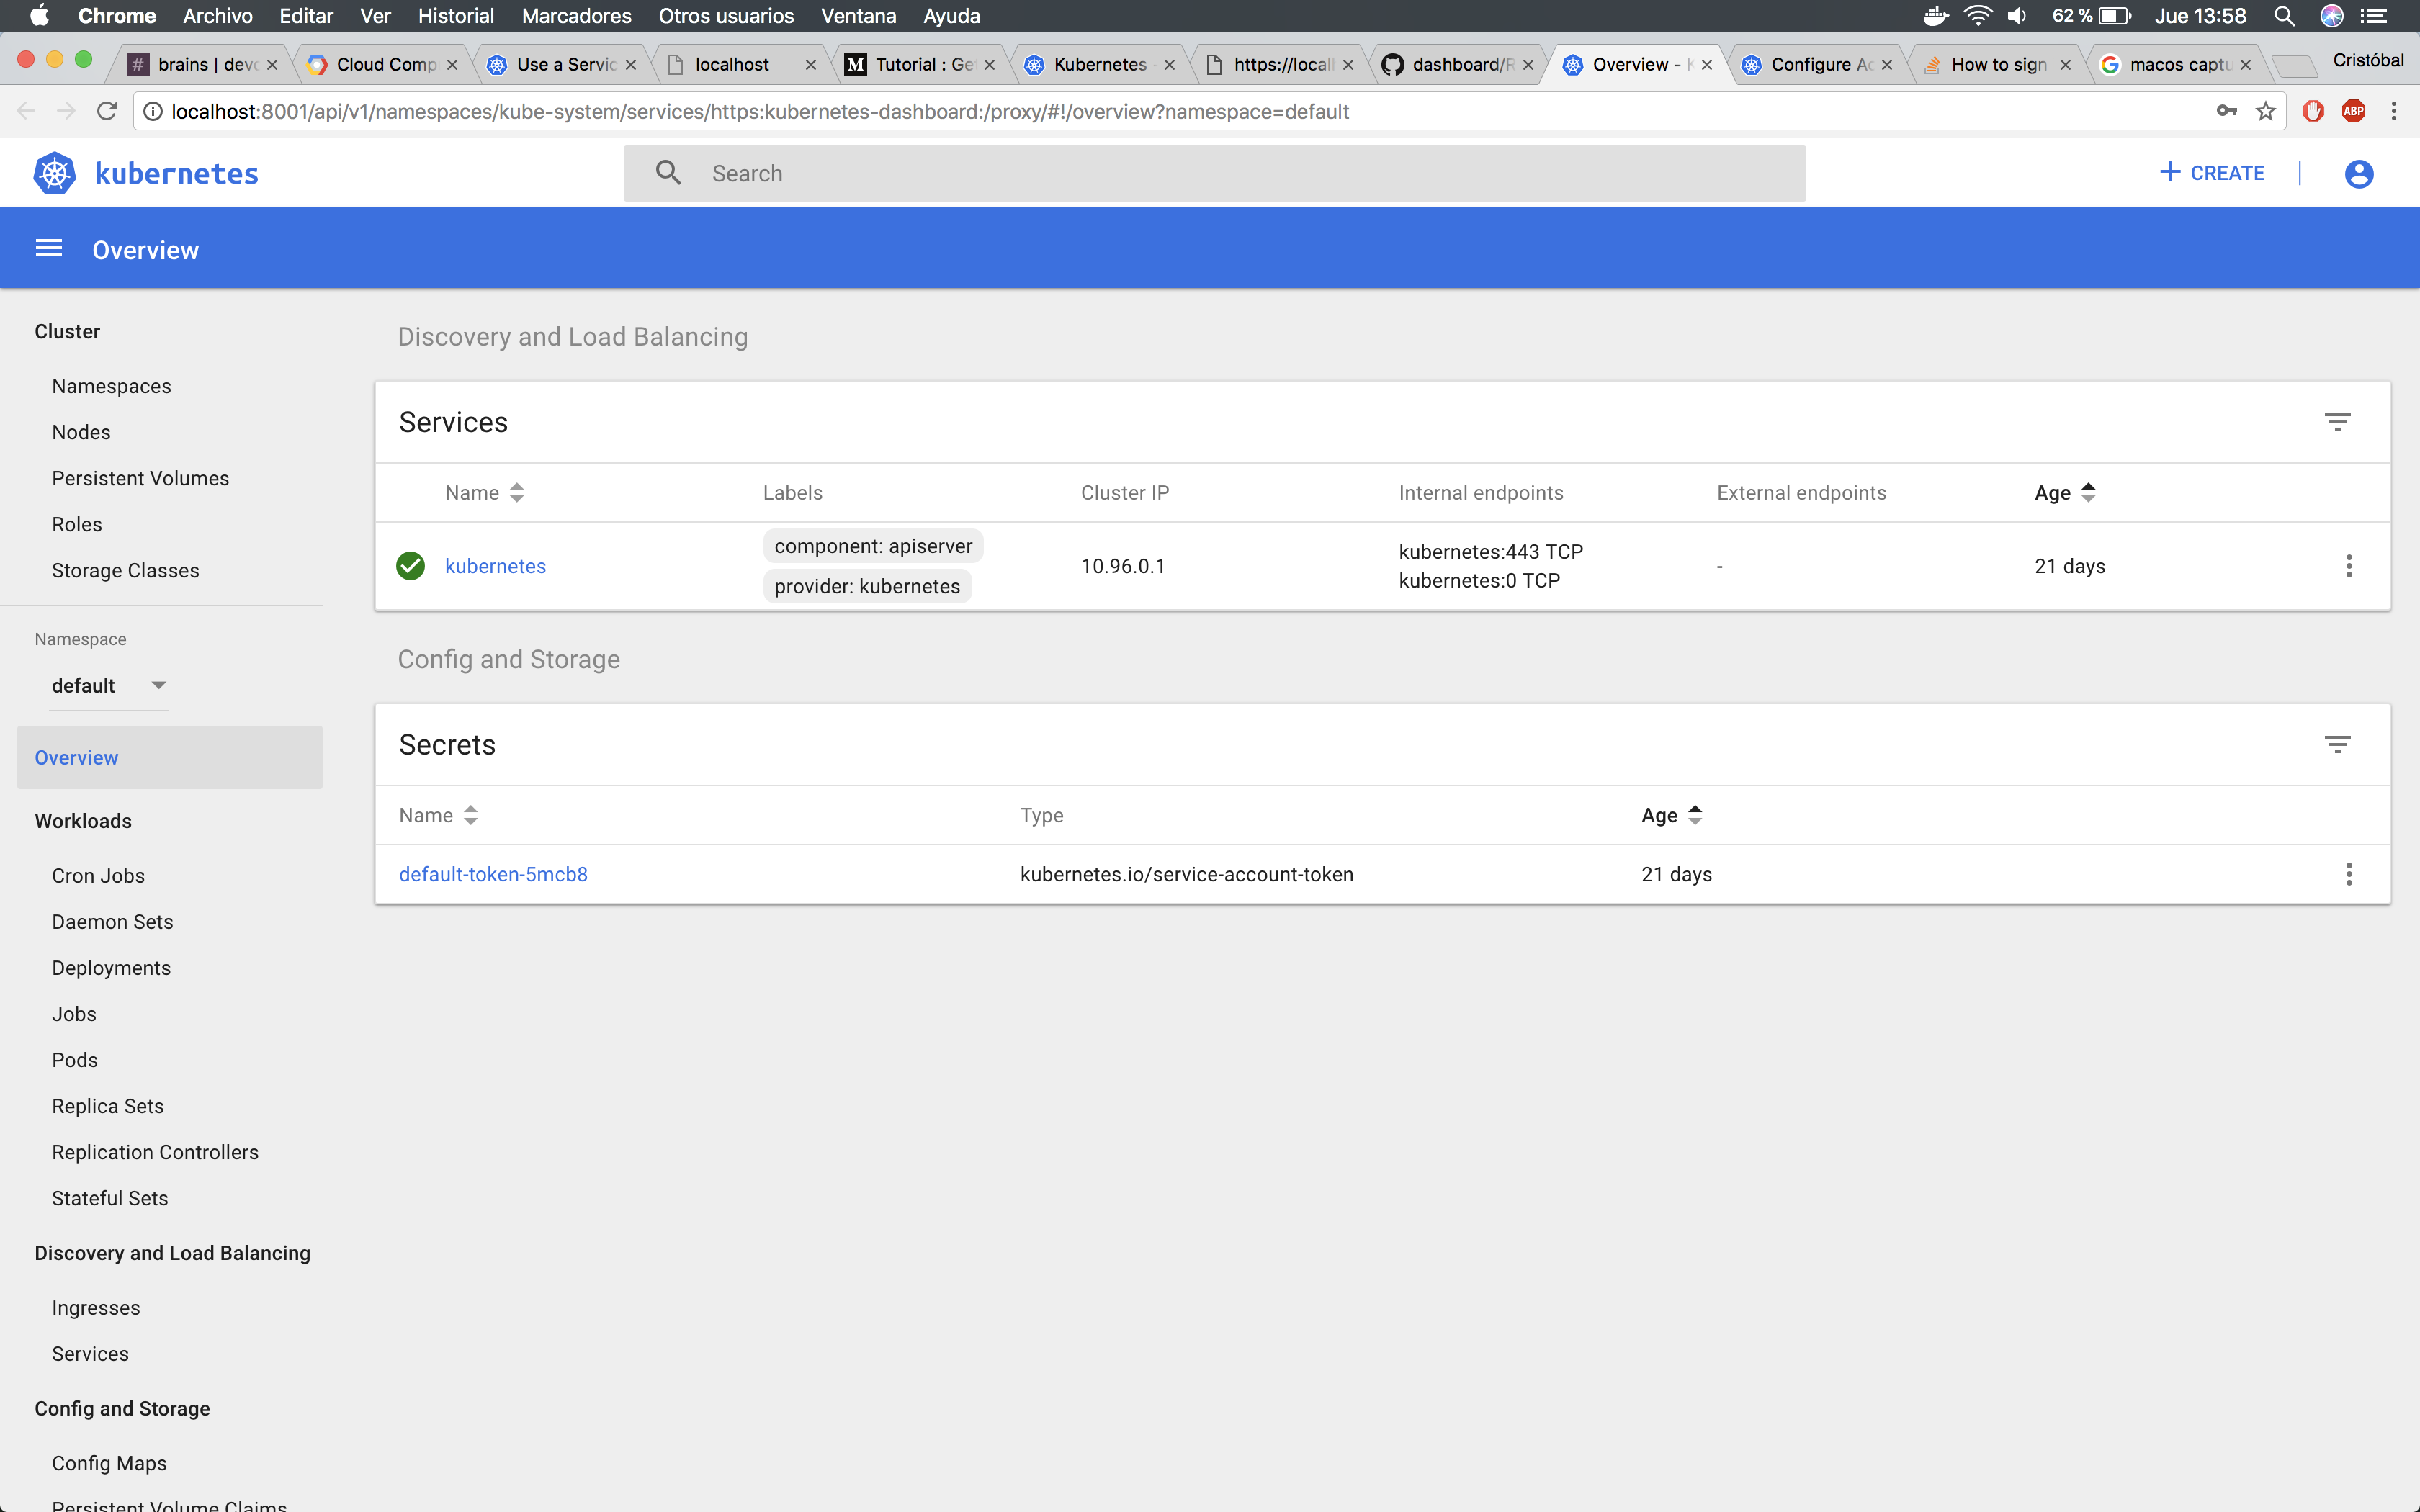 Chrome Archivo Editar Ver Historial Marcadores Otros usuarios Ventana Ayuda 62 % Jue 13:58
# brains | devo Cloud Comp Use a Servic localhost M Tutorial : Get Kubernetes - https://locall dashboard/R Overview - K Configure Ac How to sign macos captu Cristóbal
localhost:8001/api/v1/namespaces/kube-system/services/https:kubernetes-dashboard:/proxy/#!/overview?namespace=default ABP
kubernetes Search + CREATE
Overview
Cluster
Namespaces
Nodes
Persistent Volumes
Roles
Storage Classes
Namespace
default
Overview
Workloads
Cron Jobs
Daemon Sets
Deployments
Jobs
Pods
Replica Sets
Replication Controllers
Stateful Sets
Discovery and Load Balancing
Ingresses
Services
Config and Storage
Config Maps
Persistent Volume Claims
Discovery and Load Balancing
Services
Name Labels Cluster IP Internal endpoints External endpoints Age
kubernetes component: apiserver provider: kubernetes 10.96.0.1 kubernetes:443 TCP kubernetes:0 TCP - 21 days
Config and Storage
Secrets
Name Type Age
default-token-5mcb8 kubernetes.io/service-account-token 21 days